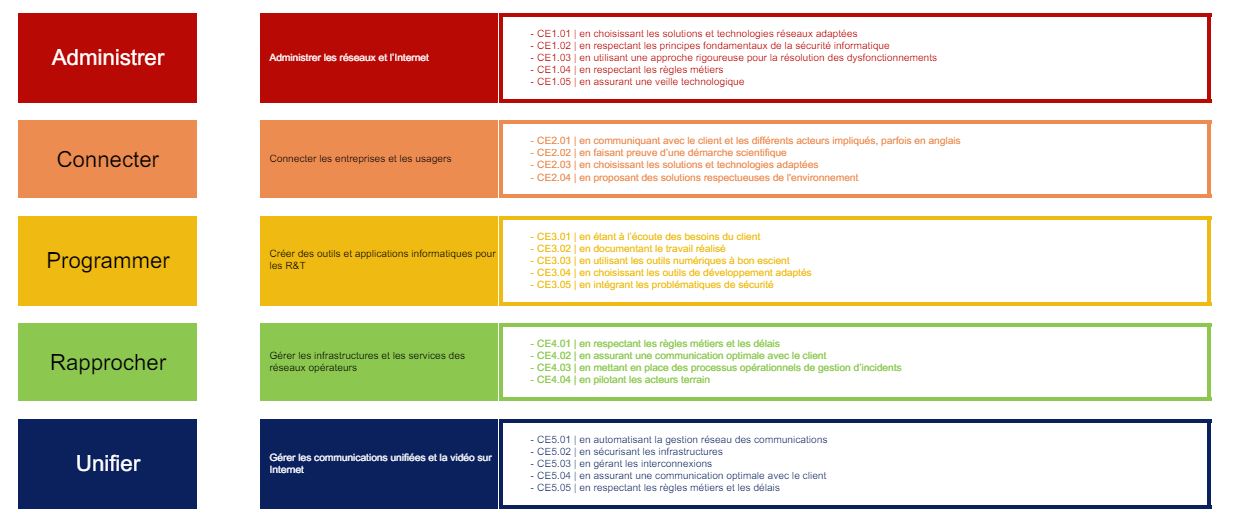 Administrer
Administrer les réseaux et l'Internet
- CE1.01 | en choisissant les solutions et technologies réseaux adaptées
- CE1.02 | en respectant les principes fondamentaux de la sécurité informatique
- CE1.03 | en utilisant une approche rigoureuse pour la résolution des dysfonctionnements
- CE1.04 | en respectant les règles métiers
- CE1.05 | en assurant une veille technologique
Connecter
Connecter les entreprises et les usagers
- CE2.01 | en communiquant avec le client et les différents acteurs impliqués, parfois en anglais
- CE2.02 | en faisant preuve d'une démarche scientifique
- CE2.03 | en choisissant les solutions et technologies adaptées
- CE2.04 | en proposant des solutions respectueuses de l'environnement
Programmer
Créer des outils et applications informatiques pour
les R&T
- CE3.01 | en étant à l'écoute des besoins du client
- CE3.02 | en documentant le travail réalisé
- CE3.03 | en utilisant les outils numériques à bon escient
- CE3.04 | en choisissant les outils de développement adaptés
- CE3.05 | en intégrant les problématiques de sécurité
Rapprocher
Gérer les infrastructures et les services des
réseaux opérateurs
- CE4.01 | en respectant les règles métiers et les délais
- CE4.02 | en assurant une communication optimale avec le client
- CE4.03 | en mettant en place des processus opérationnels de gestion d'incidents
- CE4.04 | en pilotant les acteurs terrain
Unifier
Gérer les communications unifiées et la vidéo sur
Internet
- CE5.01 | en automatisant la gestion réseau des communications
- CE5.02 | en sécurisant les infrastructures
- CE5.03 | en gérant les interconnexions
- CE5.04 | en assurant une communication optimale avec le client
- CE5.05 | en respectant les règles métiers et les délais